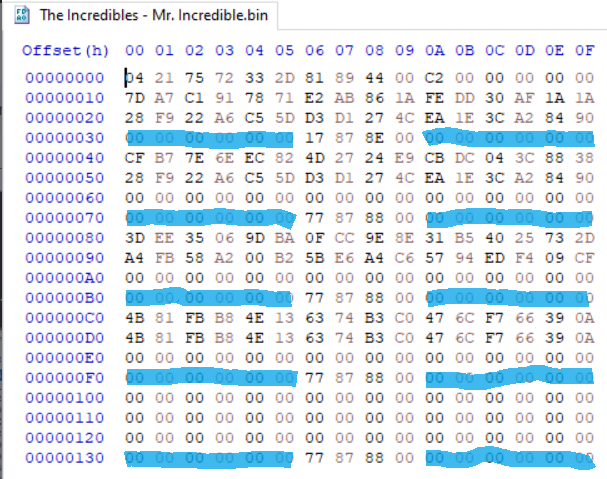 The Incredibles - Mr. Incredible.bin
Offset(h) 00 01 02 03 04 05 06 07 08 09 0A 0B 0C 0D 0E 0F
00000000 04 21 75 72 33 2D 81 89 44 00 C2 00 00 00 00 00
00000010 7D A7 C1 91 78 71 E2 AB 86 1A FE DD 30 AF 1A 1A
00000020 28 F9 22 A6 C5 5D D3 D1 27 4C EA 1E 3C A2 84 90
00000030 00 00 00 00 00 00 17 87 8E 00 00 00 00 00 00 00
00000040 CF B7 7E 6E EC 82 4D 27 24 E9 CB DC 04 3C 88 38
00000050 28 F9 22 A6 C5 5D D3 D1 27 4C EA 1E 3C A2 84 90
00000060 00 00 00 00 00 00 00 00 00 00 00 00 00 00 00 00
00000070 00 00 00 00 00 00 77 87 88 00 00 00 00 00 00 00
00000080 3D EE 35 06 9D BA 0F CC 9E 8E 31 B5 40 25 73 2D
00000090 A4 FB 58 A2 00 B2 5B E6 A4 C6 57 94 ED F4 09 CF
000000A0 00 00 00 00 00 00 00 00 00 00 00 00 00 00 00 00
000000B0 00 00 00 00 00 00 77 87 88 00 00 00 00 00 00 00
000000C0 4B 81 FB B8 4E 13 63 74 B3 C0 47 6C F7 66 39 0A
000000D0 4B 81 FB B8 4E 13 63 74 B3 C0 47 6C F7 66 39 0A
000000E0 00 00 00 00 00 00 00 00 00 00 00 00 00 00 00 00
000000F0 00 00 00 00 00 00 77 87 88 00 00 00 00 00 00 00
00000100 00 00 00 00 00 00 00 00 00 00 00 00 00 00 00 00
00000110 00 00 00 00 00 00 00 00 00 00 00 00 00 00 00 00
00000120 00 00 00 00 00 00 00 00 00 00 00 00 00 00 00 00
00000130 00 00 00 00 00 00 77 87 88 00 00 00 00 00 00 00